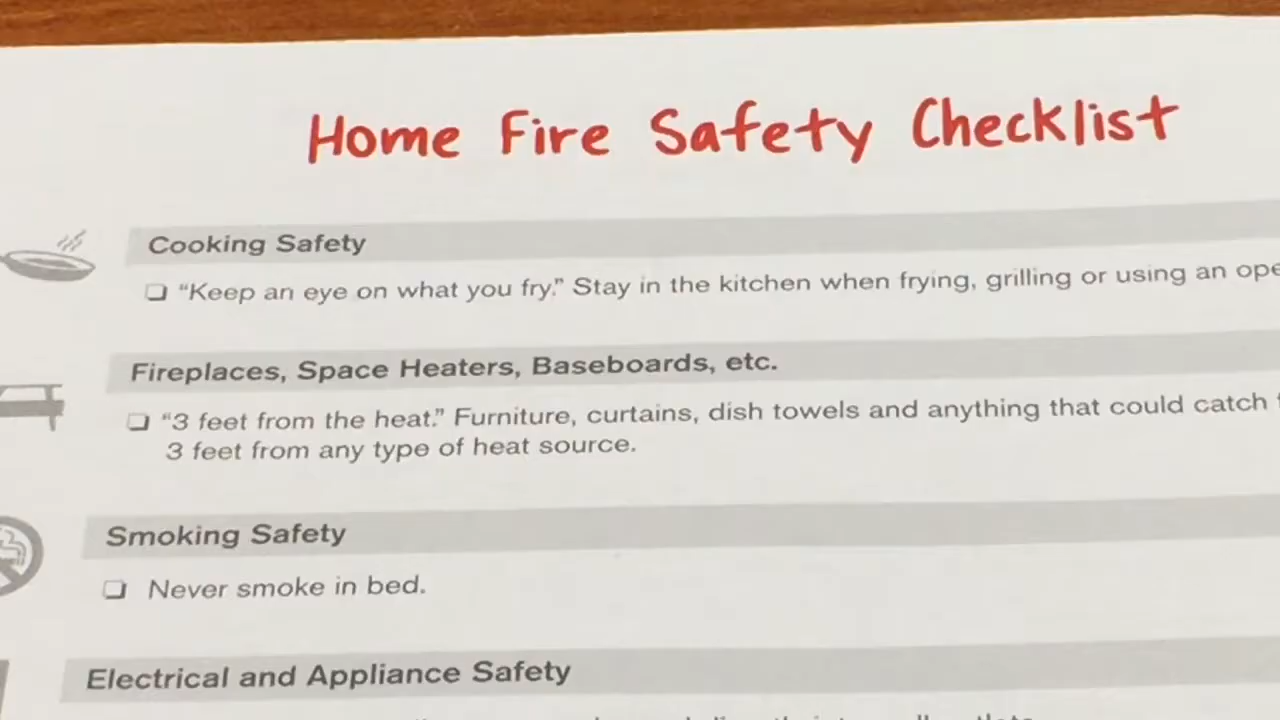 Home Fire Safety Checklist
Cooking Safety
"Keep an eye on what you fry." Stay in the kitchen when frying, grilling or using an
Fireplaces, Space Heaters, Baseboards, etc.
"3 feet from the heat." Furniture, curtains, dish towels and anything that could catch
3 feet from any type of heat source.
Smoking Safety
Never smoke in bed.
Electrical and Appliance Safety